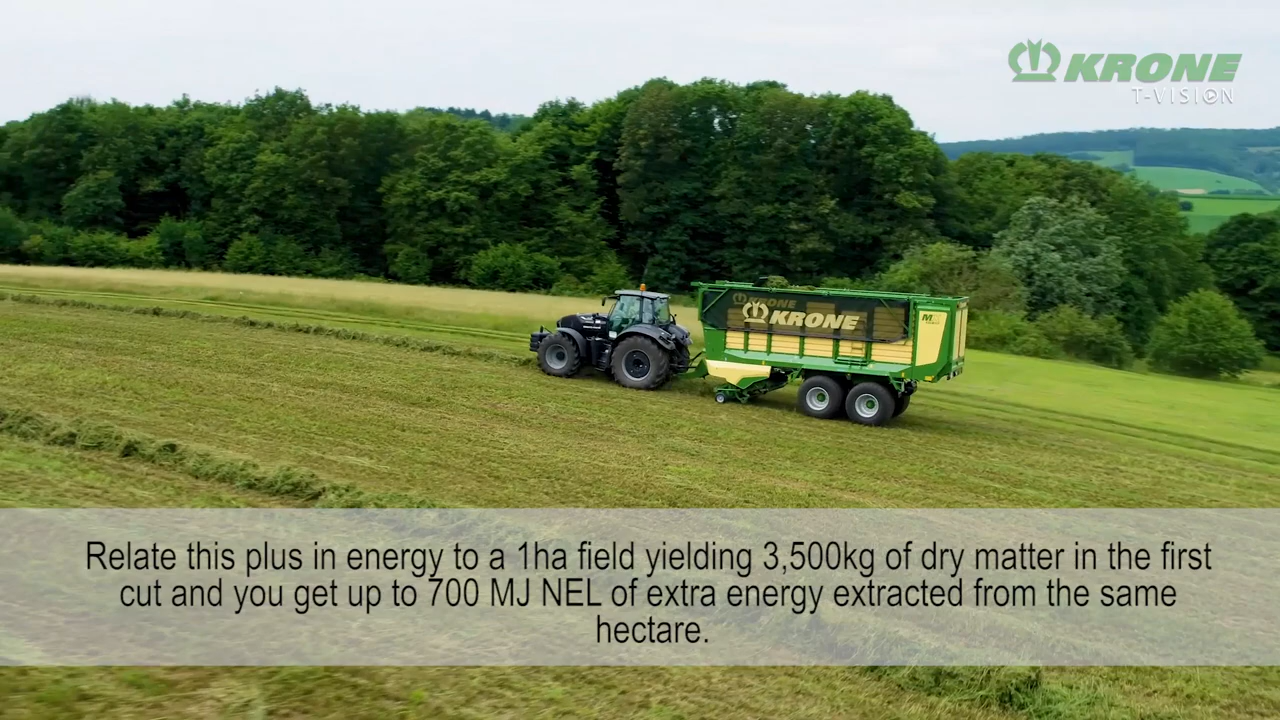 KRONE
T-VISION
KRONE
KRONE
Relate this plus in energy to a 1ha field yielding 3,500kg of dry matter in the first
cut and you get up to 700 MJ NEL of extra energy extracted from the same
hectare.